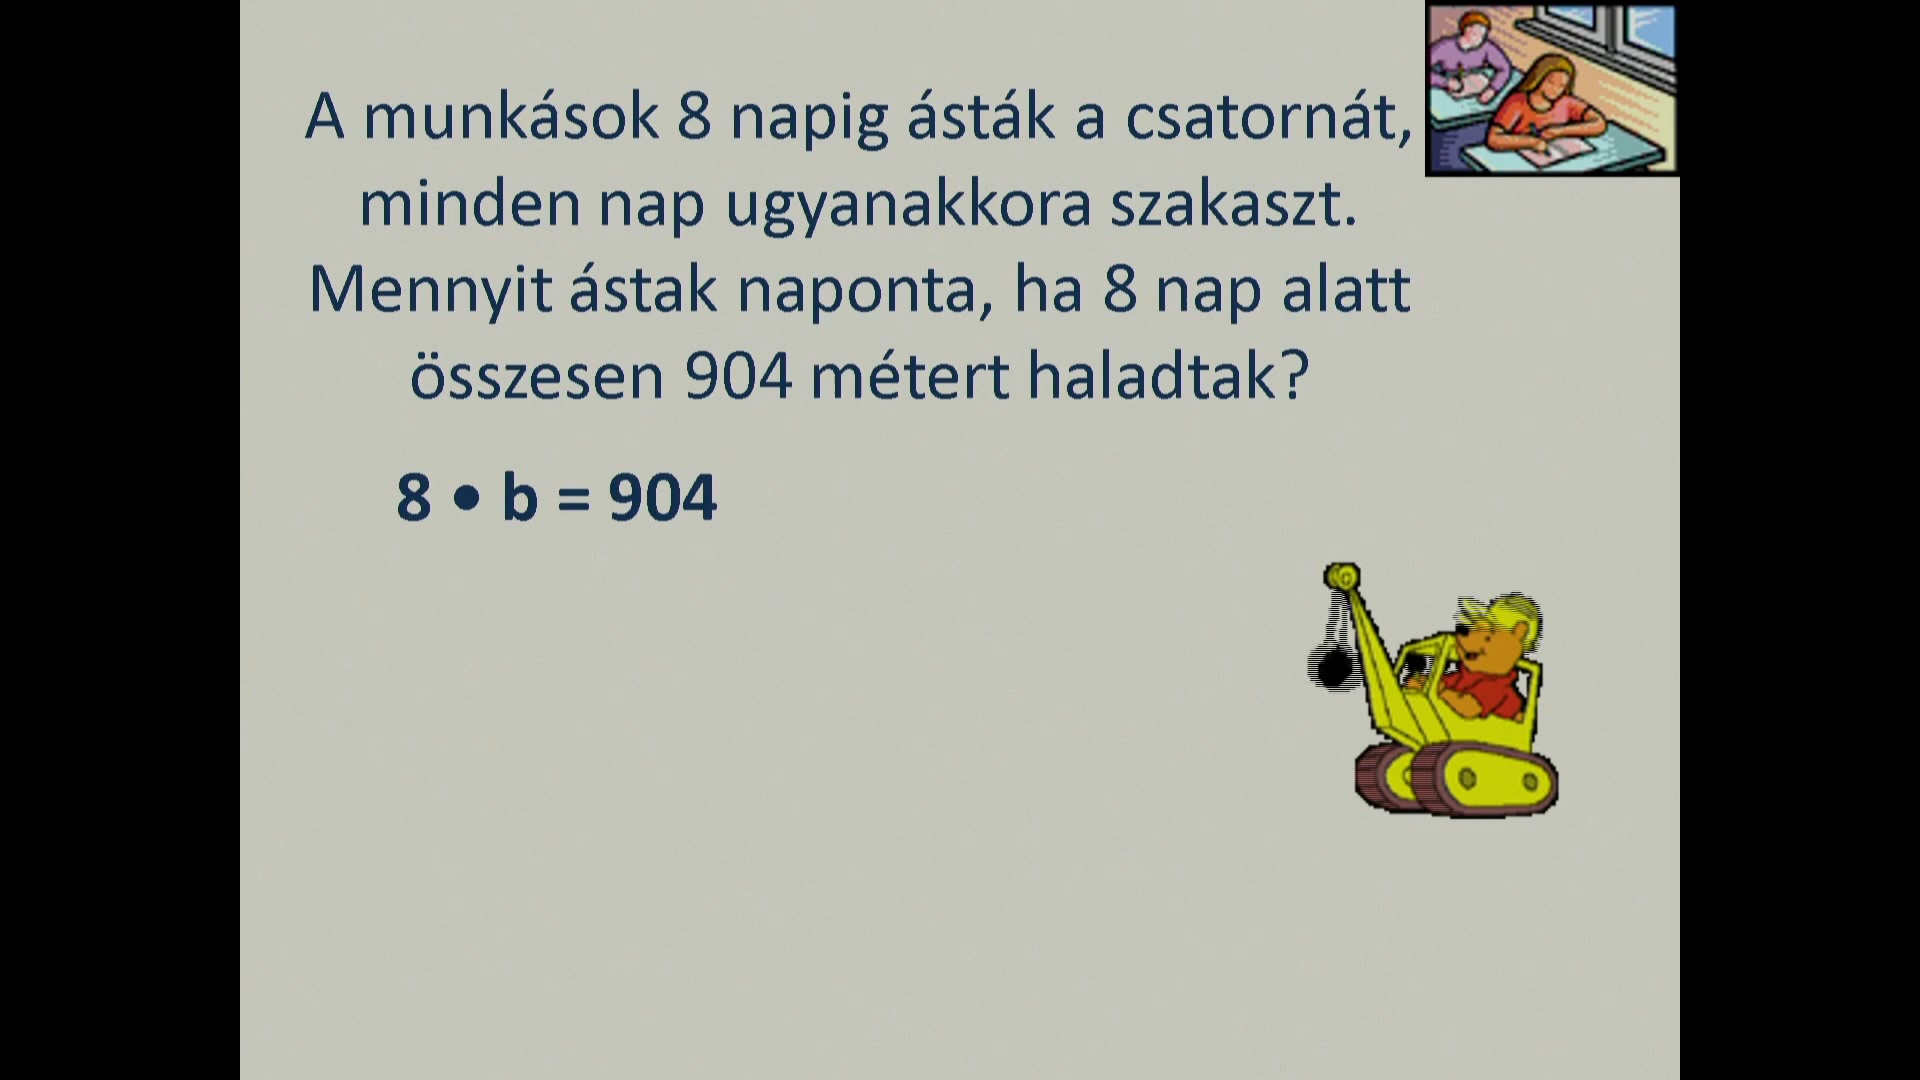 A munkások 8 napig ásták a csatornát,
minden nap ugyanakkora szakaszt.
Mennyit ástak naponta, ha 8 nap alatt
összesen 904 métert haladtak?
8 • b = 904